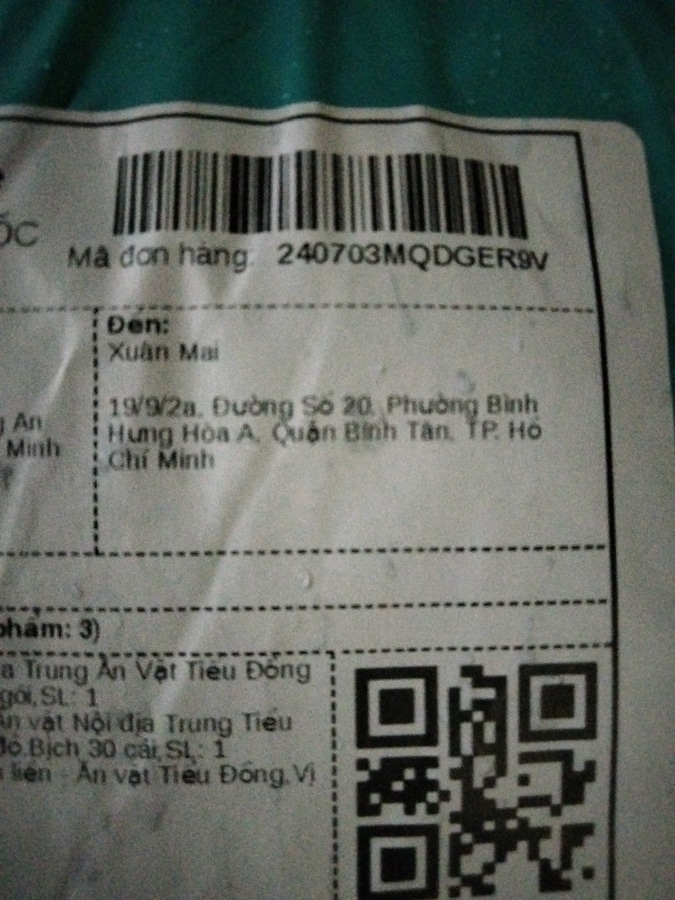 ỐC
Mã đơn hàng: 240703MQDGER9V
Đến:
Xuân Mai
19/9/2a, Đường Số 20, Phường Bình
Hưng Hòa A, Quận Bình Tân, TP. Hồ
Chí Minh
g An
Minh
phẩm: 3)
a Trung Ăn Vặt Tiểu Đồng
gói,SL: 1
Ăn vặt Nội địa Trung Tiểu
đỏ,Bịch 30 cái,SL: 1
liền - Ăn vặt Tiểu Đồng,Vị